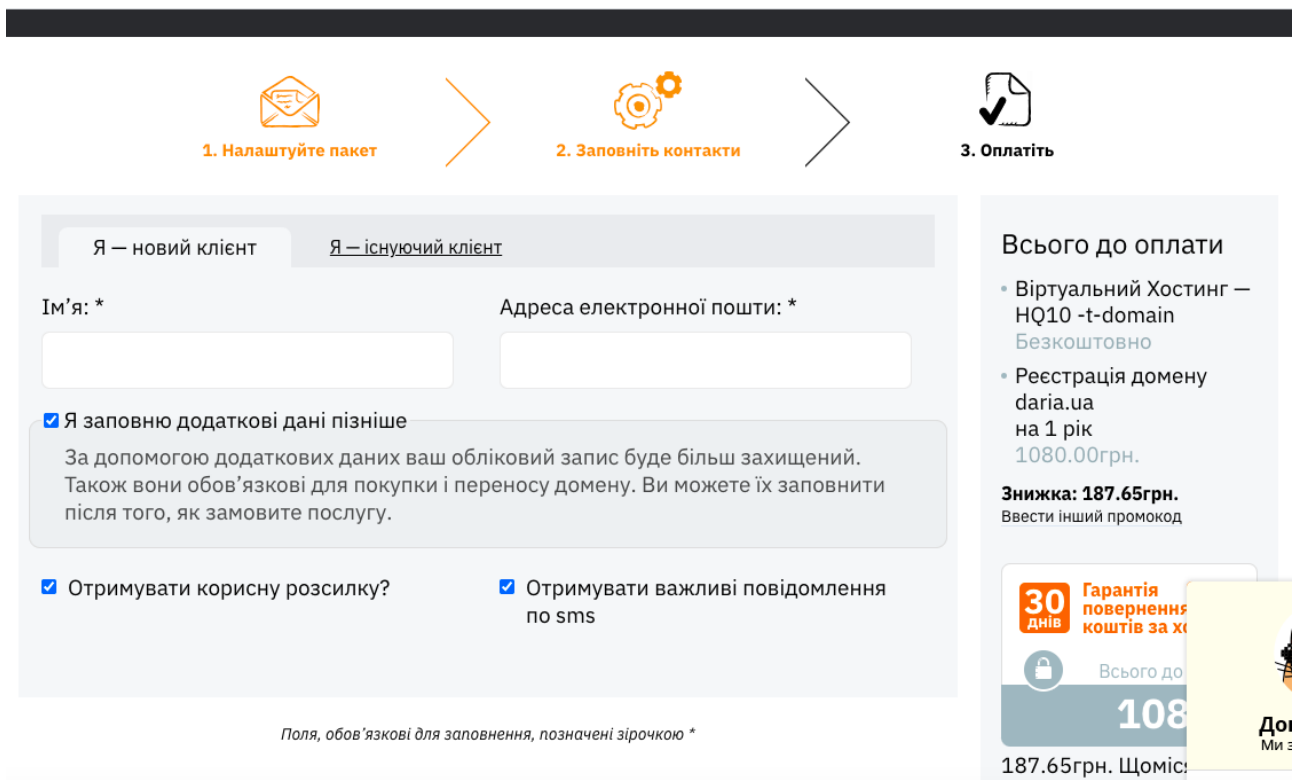 1. Налаштуйте пакет
2. Заповніть контакти
3. Оплатіть
Я — новий клієнт
Я — існуючий клієнт
Ім’я: *
Адреса електронної пошти: *
Я заповню додаткові дані пізніше
За допомогою додаткових даних ваш обліковий запис буде більш захищений.
Також вони обов’язкові для покупки і переносу домену. Ви можете їх заповнити
після того, як замовите послугу.
Отримувати корисну розсилку?
Отримувати важливі повідомлення
по sms
Поля, обов’язкові для заповнення, позначені зірочкою *
Всього до оплати
Віртуальний Хостинг —
HQ10 -t-domain
Безкоштовно
Реєстрація домену
daria.ua
на 1 рік
1080.00грн.
Знижка: 187.65грн.
Ввести інший промокод
30
днів
Гарантія
повернення
коштів за
Всього до
108
187.65грн.
Ми